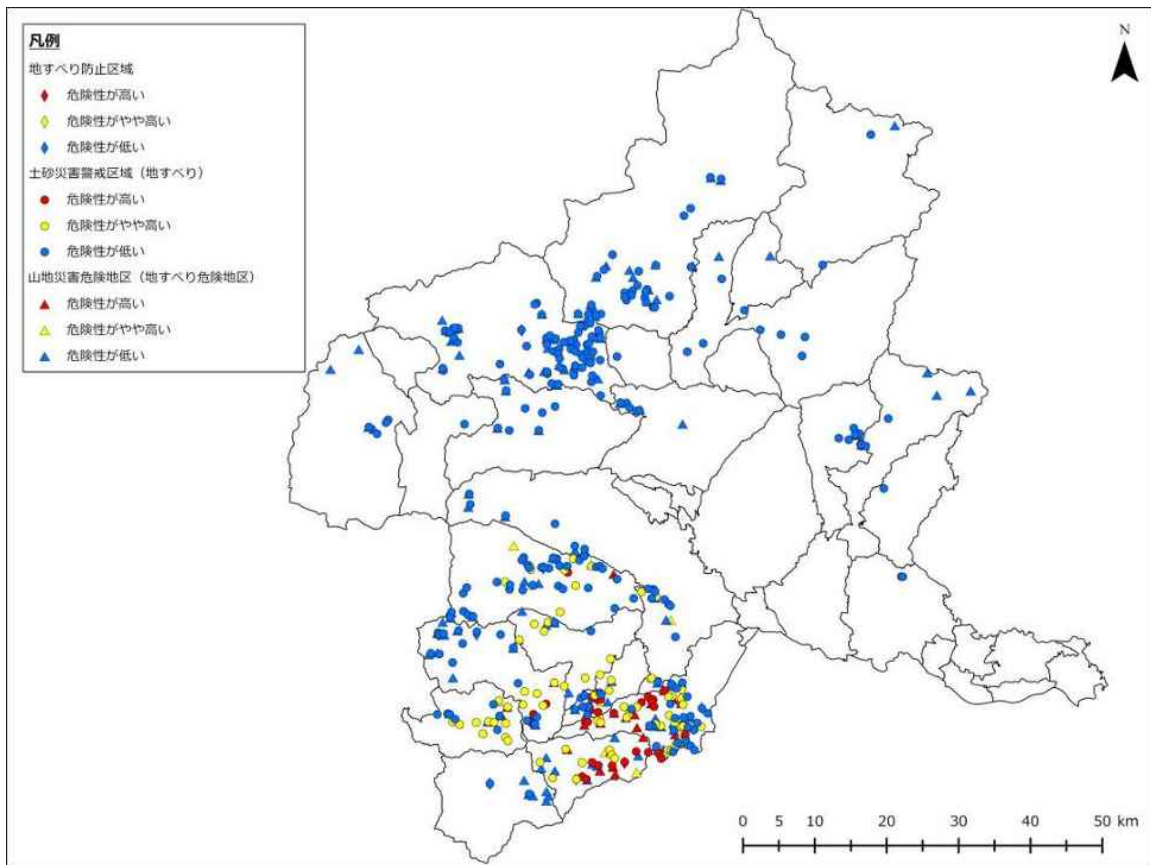 凡例
地すべり防止区域
危険性が高い
危険性がやや高い
危険性が低い
土砂災害警戒区域（地すべり）
危険性が高い
危険性がやや高い
危険性が低い
山地災害危険地区（地すべり危険地区）
危険性が高い
危険性がやや高い
危険性が低い
N
0 5 10 20 30 40 50 km